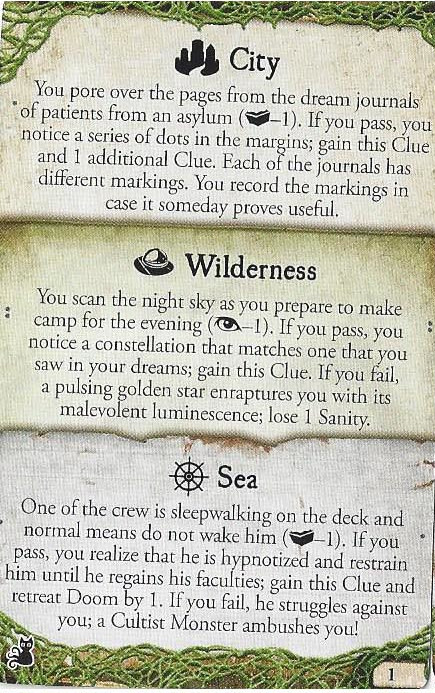 City
You pore over the pages from the dream journals
of patients from an asylum (–1). If you pass, you
notice a series of dots in the margins; gain this Clue
and 1 additional Clue. Each of the journals has
different markings. You record the markings in
case it someday proves useful.
Wilderness
You scan the night sky as you prepare to make
camp for the evening (–1). If you pass, you
notice a constellation that matches one that you
saw in your dreams; gain this Clue. If you fail,
a pulsing golden star enraptures you with its
malevolent luminescence; lose 1 Sanity.
Sea
One of the crew is sleepwalking on the deck and
normal means do not wake him (–1). If you
pass, you realize that he is hypnotized and restrain
him until he regains his faculties; gain this Clue and
retreat Doom by 1. If you fail, he struggles against
you; a Cultist Monster ambushes you!
1